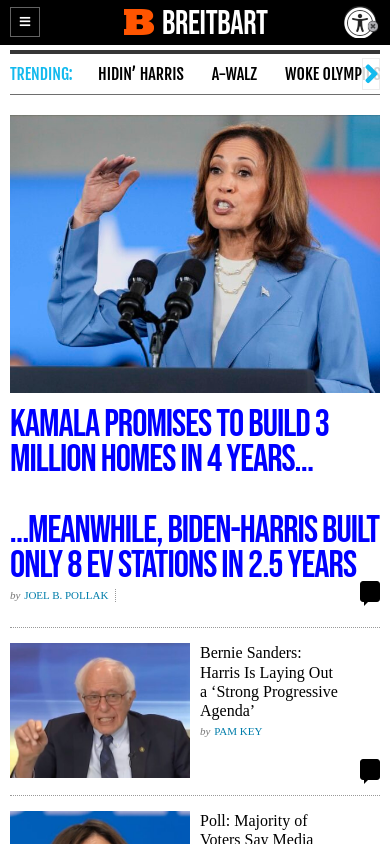 BREITBART
TRENDING: HIDIN’ HARRIS A-WALZ WOKE OLYMP
KAMALA PROMISES TO BUILD 3
MILLION HOMES IN 4 YEARS...
...MEANWHILE, BIDEN-HARRIS BUILT
ONLY 8 EV STATIONS IN 2.5 YEARS
by JOEL B. POLLAK
Bernie Sanders:
Harris Is Laying Out
a ‘Strong Progressive
Agenda’
by PAM KEY
Poll: Majority of
Voters Say Media